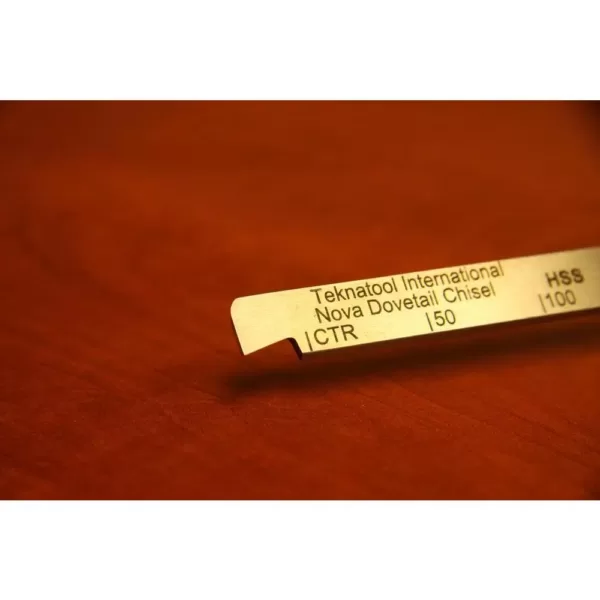 Teknatool International
Nova Dovetail Chisel
HSS
|CTR |50 |100